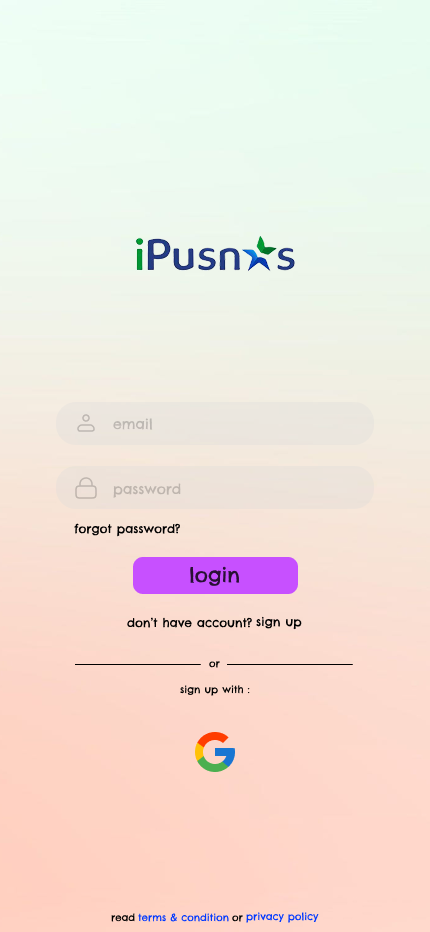 iPusnas
email
password
forgot password?
login
don't have account? sign up
or
sign up with :
read terms & condition or privacy policy